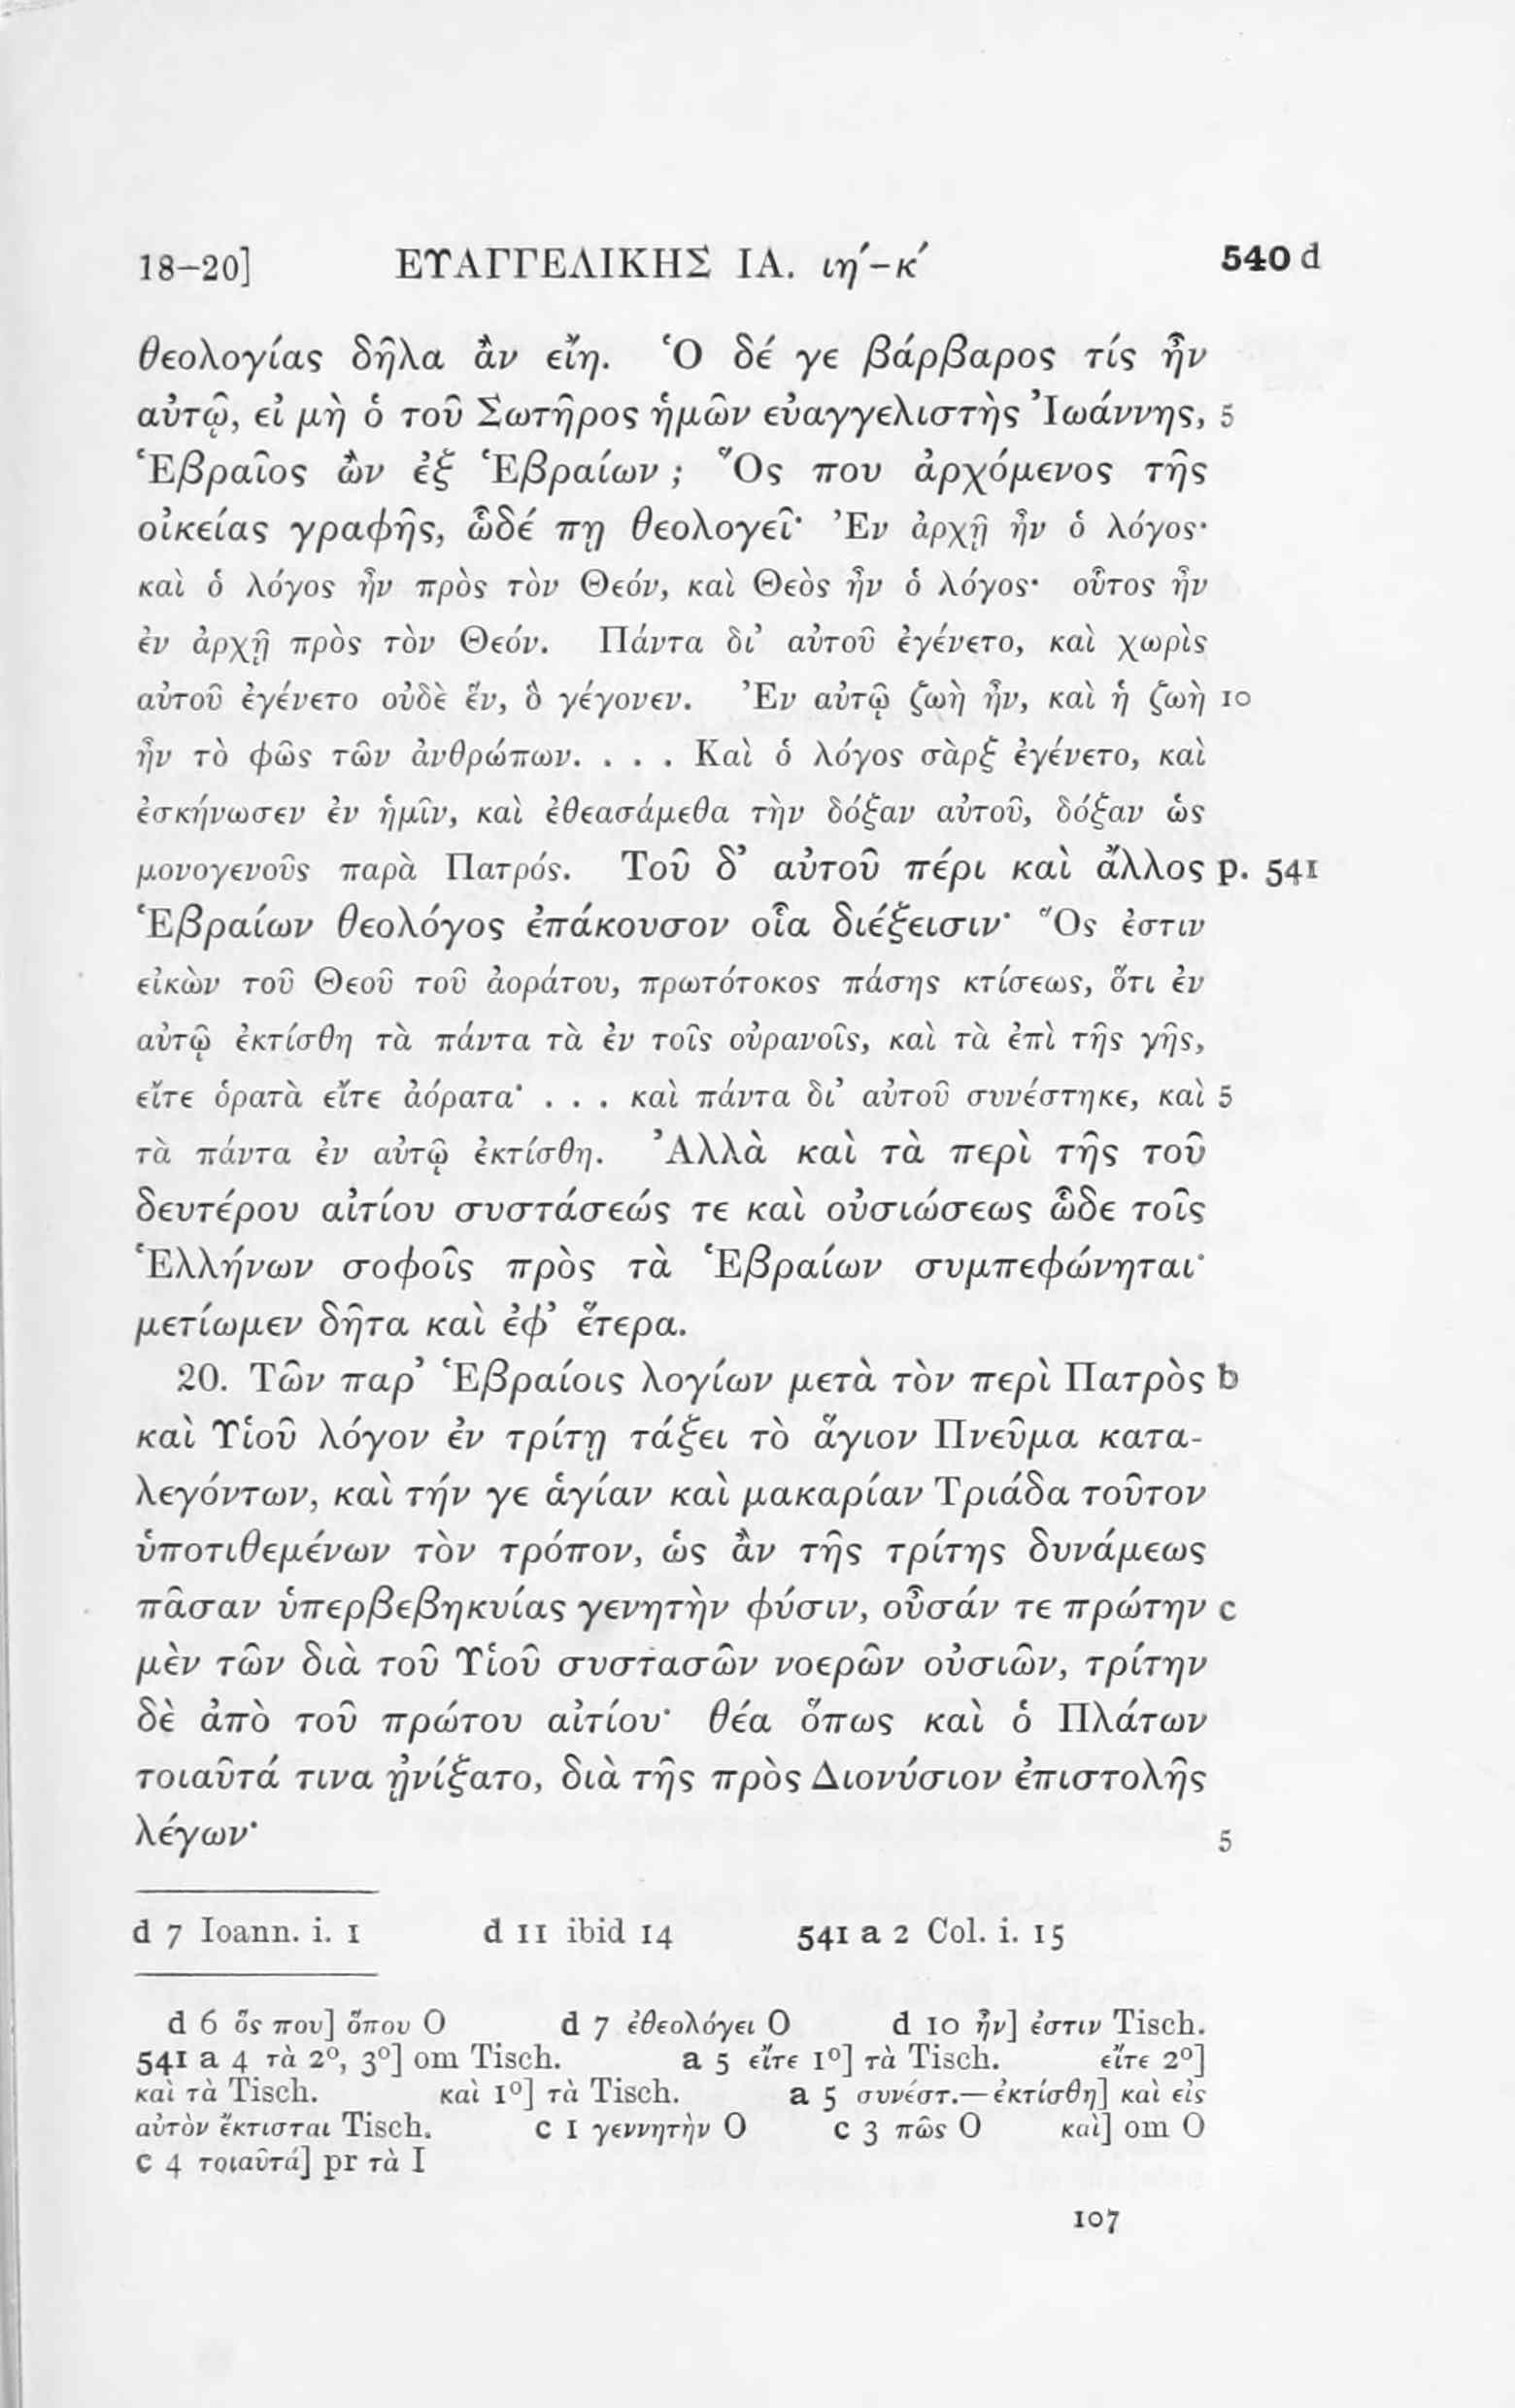 18–20] ΕΥΑΓΓΕΛΙΚΗΣ ΙΑ. ιη΄–κ΄ 540 d
θεολογίας δῆλα ἂν εἴη. Ὁ δέ γε βάρβαρος τίς ἦν
αὐτῷ, εἰ μὴ ὁ τοῦ Σωτῆρος ἡμῶν εὐαγγελιστὴς Ἰωάννης, 5
Ἑβραῖος ὢν ἐξ Ἑβραίων; Ὅς που ἀρχόμενος τῆς
οἰκείας γραφῆς, ὧδέ πῃ θεολογεῖ· Ἐν ἀρχῇ ἦν ὁ λόγος·
καὶ ὁ λόγος ἦν πρὸς τὸν Θεόν, καὶ Θεὸς ἦν ὁ λόγος· οὗτος ἦν
ἐν ἀρχῇ πρὸς τὸν Θεόν. Πάντα δι᾽ αὐτοῦ ἐγένετο, καὶ χωρὶς
αὐτοῦ ἐγένετο οὐδὲ ἕν, ὃ γέγονεν. Ἐν αὐτῷ ζωὴ ἦν, καὶ ἡ ζωὴ 10
ἦν τὸ φῶς τῶν ἀνθρώπων. . . . Καὶ ὁ λόγος σὰρξ ἐγένετο, καὶ
ἐσκήνωσεν ἐν ἡμῖν, καὶ ἐθεασάμεθα τὴν δόξαν αὐτοῦ, δόξαν ὡς
μονογενοῦς παρὰ Πατρός. Τοῦ δ᾽ αὐτοῦ πέρι καὶ ἄλλος p. 541
Ἑβραίων θεολόγος ἐπάκουσον οἷα διέξεισιν· Ὅς ἐστιν
εἰκὼν τοῦ Θεοῦ τοῦ ἀοράτου, πρωτότοκος πάσης κτίσεως, ὅτι ἐν
αὐτῷ ἐκτίσθη τὰ πάντα τὰ ἐν τοῖς οὐρανοῖς, καὶ τὰ ἐπὶ τῆς γῆς,
εἴτε ὁρατὰ εἴτε ἀόρατα· . . . καὶ πάντα δι᾽ αὐτοῦ συνέστηκε, καὶ 5
τὰ πάντα ἐν αὐτῷ ἐκτίσθη. Ἀλλὰ καὶ τὰ περὶ τῆς τοῦ
δευτέρου αἰτίου συστάσεώς τε καὶ οὐσιώσεως ὧδε τοῖς
Ἑλλήνων σοφοῖς πρὸς τὰ Ἑβραίων συμπεφώνηται·
μετίωμεν δῆτα καὶ ἐφ᾽ ἕτερα.
20. Τῶν παρ᾽ Ἑβραίοις λογίων μετὰ τὸν περὶ Πατρὸς b
καὶ Υἱοῦ λόγον ἐν τρίτῃ τάξει τὸ ἅγιον Πνεῦμα κατα-
λεγόντων, καὶ τήν γε ἁγίαν καὶ μακαρίαν Τριάδα τοῦτον
ὑποτιθεμένων τὸν τρόπον, ὡς ἂν τῆς τρίτης δυνάμεως
πᾶσαν ὑπερβεβηκυίας γενητὴν φύσιν, οὖσάν τε πρώτην c
μὲν τῶν διὰ τοῦ Υἱοῦ συστασῶν νοερῶν οὐσιῶν, τρίτην
δὲ ἀπὸ τοῦ πρώτου αἰτίου· θέα ὅπως καὶ ὁ Πλάτων
τοιαῦτά τινα ᾐνίξατο, διὰ τῆς πρὸς Διονύσιον ἐπιστολῆς
λέγων· 5
d 7 Ioann. i. 1 d 11 ibid 14 541 a 2 Col. i. 15
d 6 ὅς που] ὅπου O d 7 ἐθεολόγει O d 10 ἦν] ἐστιν Tisch.
541 a 4 τὰ 2⁰, 3⁰] om Tisch. a 5 εἴτε 1⁰] τὰ Tisch. εἴτε 2⁰]
καὶ τὰ Tisch. καὶ 1⁰] τὰ Tisch. a 5 συνέστ.—ἐκτίσθη] καὶ εἰς
αὐτὸν ἔκτισται Tisch. c 1 γεννητὴν O c 3 πῶς O καὶ] om O
c 4 τοιαῦτά] pr τὰ I
107